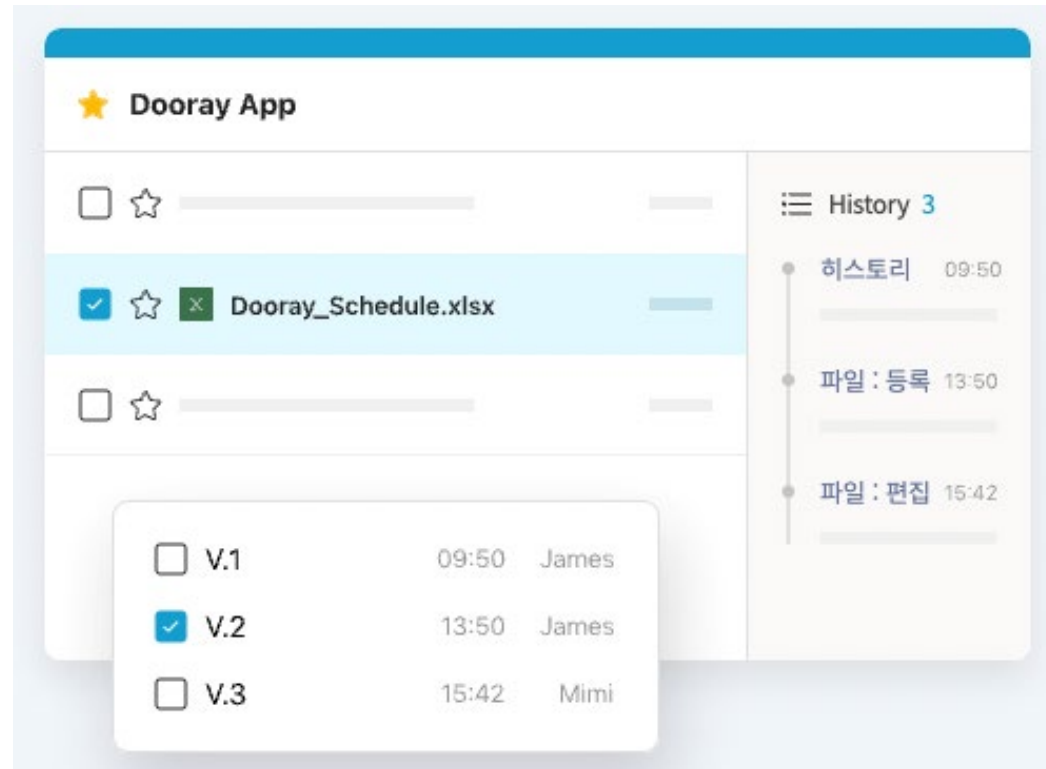 Dooray App
History 3
히스토리 09:50
Dooray_Schedule.xlsx
파일 : 등록 13:50
파일 : 편집 15:42
V.1 09:50 James
V.2 13:50 James
V.3 15:42 Mimi